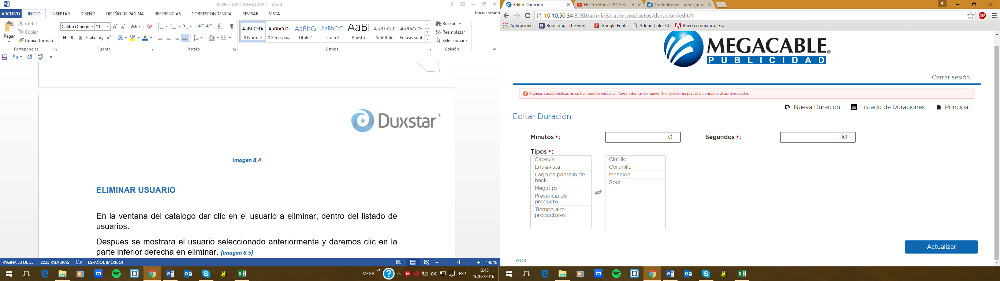 INVENTARIO MEGACABLE - Word
ARCHIVO INICIO INSERTAR DISEÑO DISEÑO DE PÁGINA REFERENCIAS CORRESPONDENCIA REVISAR VISTA Iniciar sesión
Pegar
Cortar
Copiar
Copiar formato
Portapapeles
Calibri (Cuerpo 11
Fuente
Párrafo
AaBbCcDc AaBbCcDc AaBbCc AaBbCcD AaBl AaBbCcD AaBbCcDc
¶ Normal ¶ Sin espa... Título 1 Título 2 Puesto Subtítulo Énfasis sutil
Estilos
Buscar
Reemplazar
Seleccionar
Edición
Duxstar®
Imagen 8.4
ELIMINAR USUARIO
En la ventana del catalogo dar clic en el usuario a eliminar, dentro del listado de
usuarios.
Despues se mostrara el usuario seleccionado anteriormente y daremos clic en la
parte inferior derecha en eliminar. (Imagen 8.5)
PÁGINA 33 DE 33 2233 PALABRAS ESPAÑOL (MÉXICO) 140 %
MEGA » ESP 12:43
16/02/2016
Editar Duración Electro House 2015 Bes Outlook.com - jorge_gutie
10.10.50.34:8080/administradorproductos/duracion/edit/1
ABP
Aplicaciones Bootstrap · The worl... Google Fonts Adobe Color CC Rueda cromática | E...
MEGACABLE®
PUBLICIDAD
Cerrar sesión
Algunas características no se han podido inicializar, favor intentar de nuevo. Si el problema persiste, contactar al administrador.
Nueva Duración Listado de Duraciones Principal
Editar Duración
Minutos *: 0 Segundos *: 10
Tipos *:
Cápsula
Entrevista
Logo en pantalla de
back
Megatips
Presencia de
producto
Tiempo aire
productores
Cintillo
Cortinilla
Mención
Spot
Actualizar
0.1.23